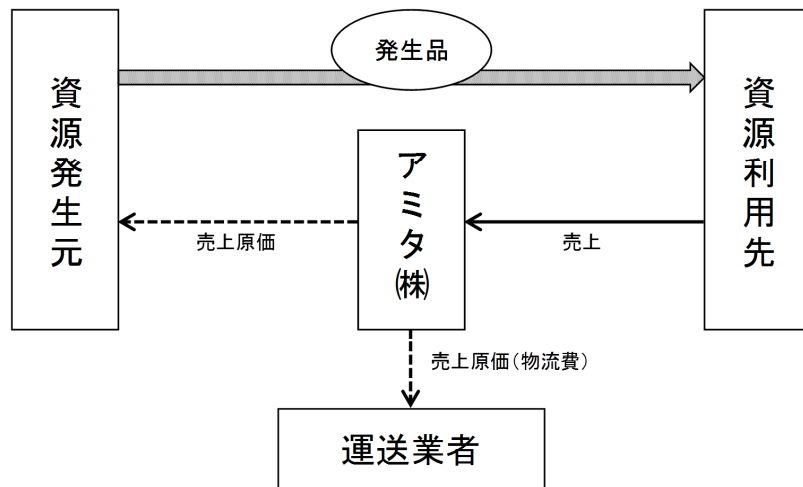 発生品
資源発生元
アミタ㈱
資源利用先
売上原価
売上
売上原価（物流費）
運送業者